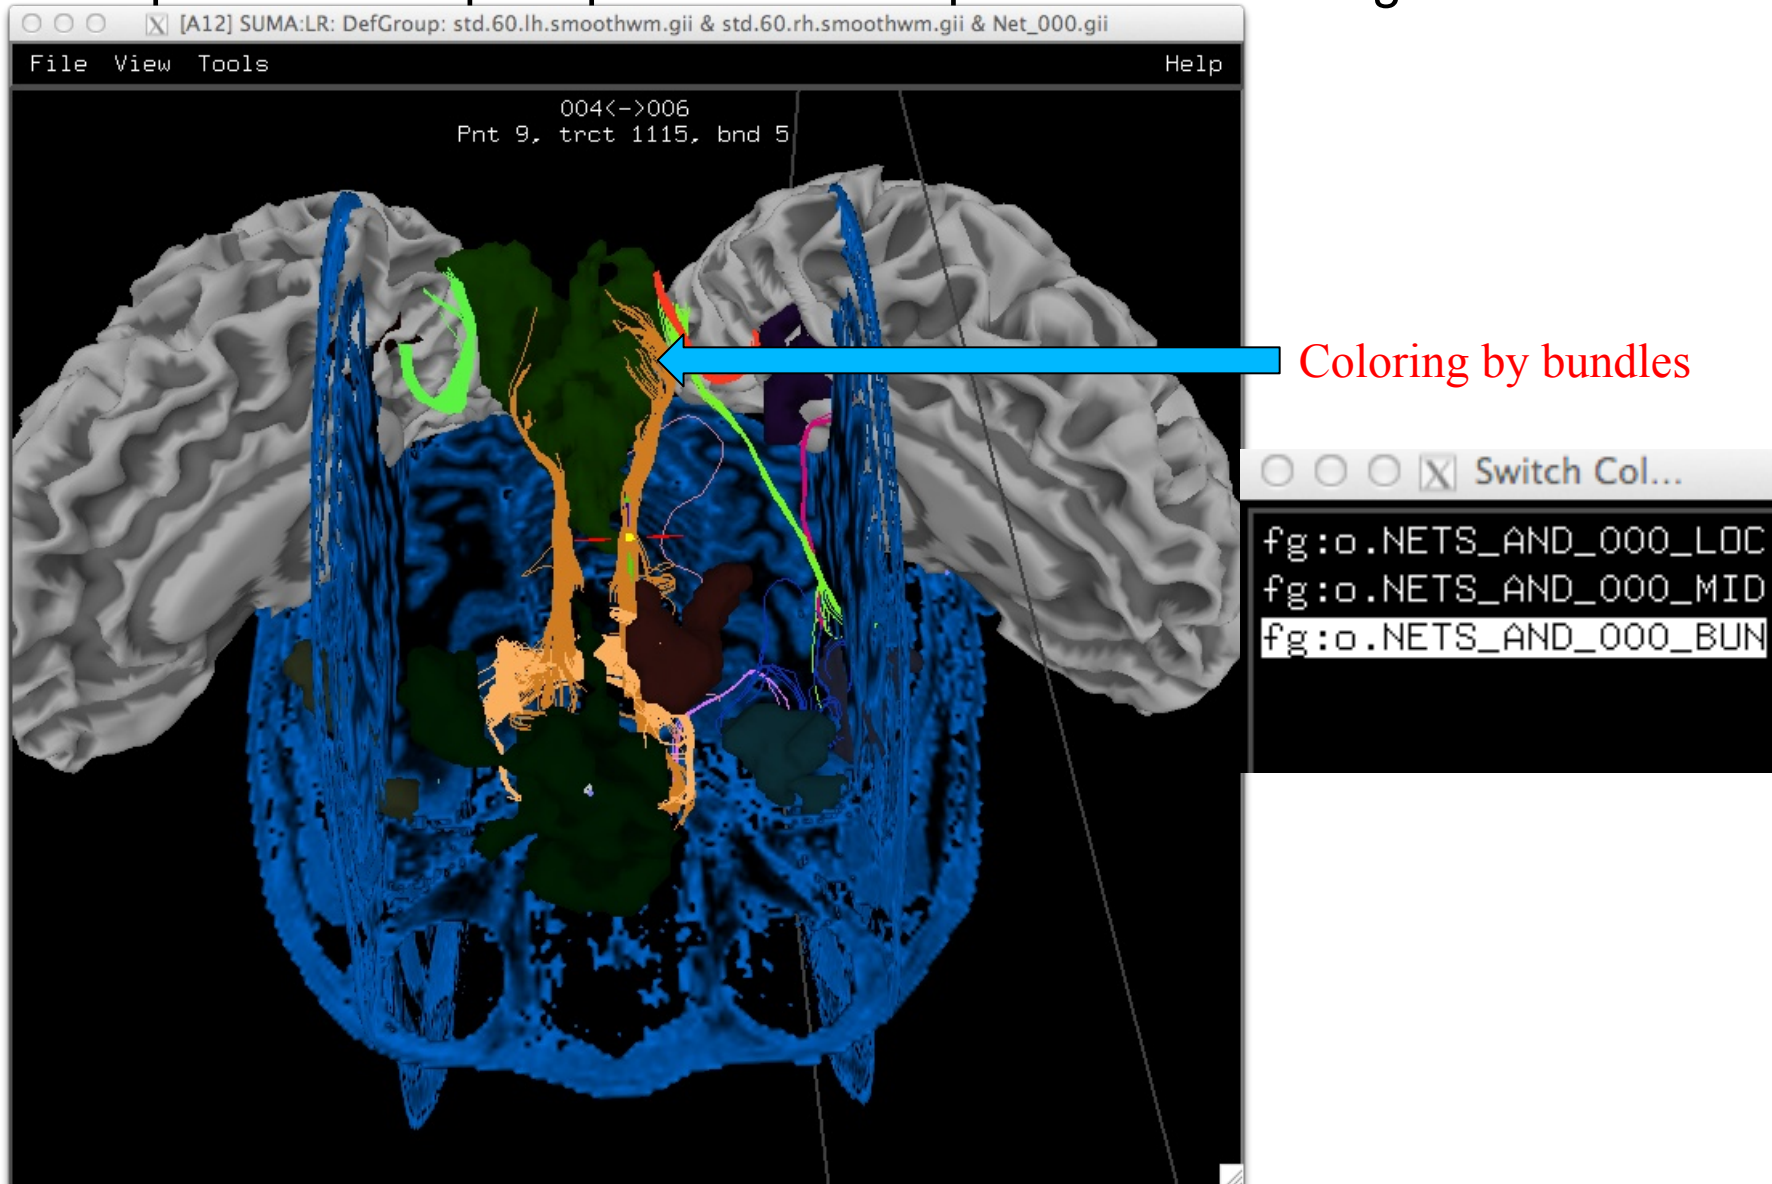 [A12] SUMA:LR: DefGroup: std.60.lh.smoothwm.gii & std.60.rh.smoothwm.gii & Net_000.gii
File View Tools Help
004<->006
Pnt 9, trct 1115, bnd 5
Coloring by bundles
Switch Col...
fg:o.NETS_AND_000_LOC
fg:o.NETS_AND_000_MID
fg:o.NETS_AND_000_BUN